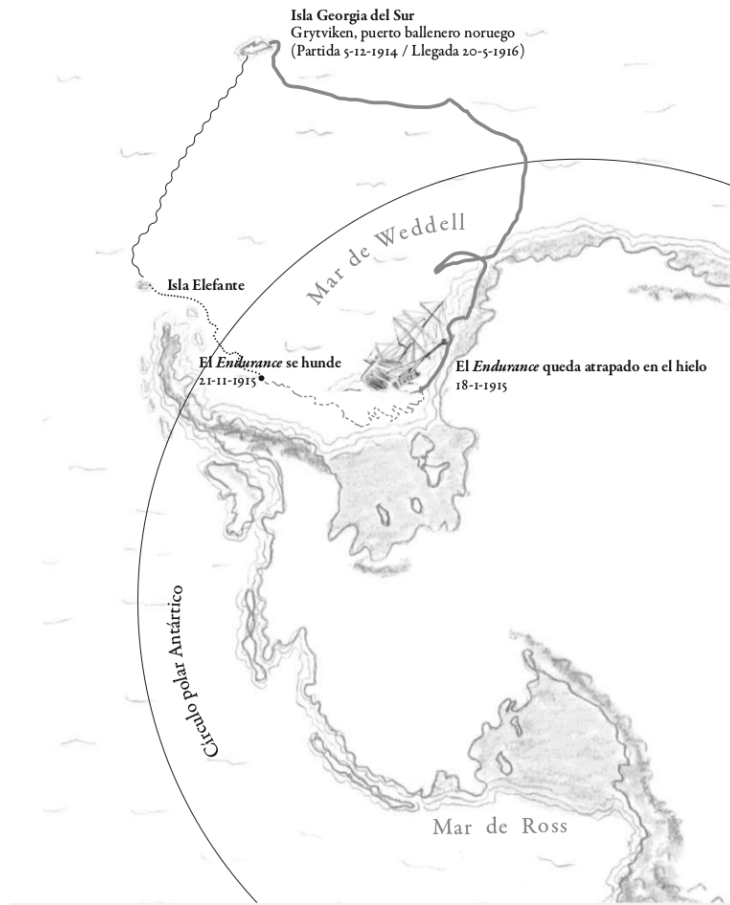 Isla Georgia del Sur
Grytviken, puerto ballenero noruego
(Partida 5-12-1914 / Llegada 20-5-1916)
Mar de Weddell
Isla Elefante
El Endurance se hunde
21-11-1915
El Endurance queda atrapado en el hielo
18-1-1915
Círculo polar Antártico
Mar de Ross